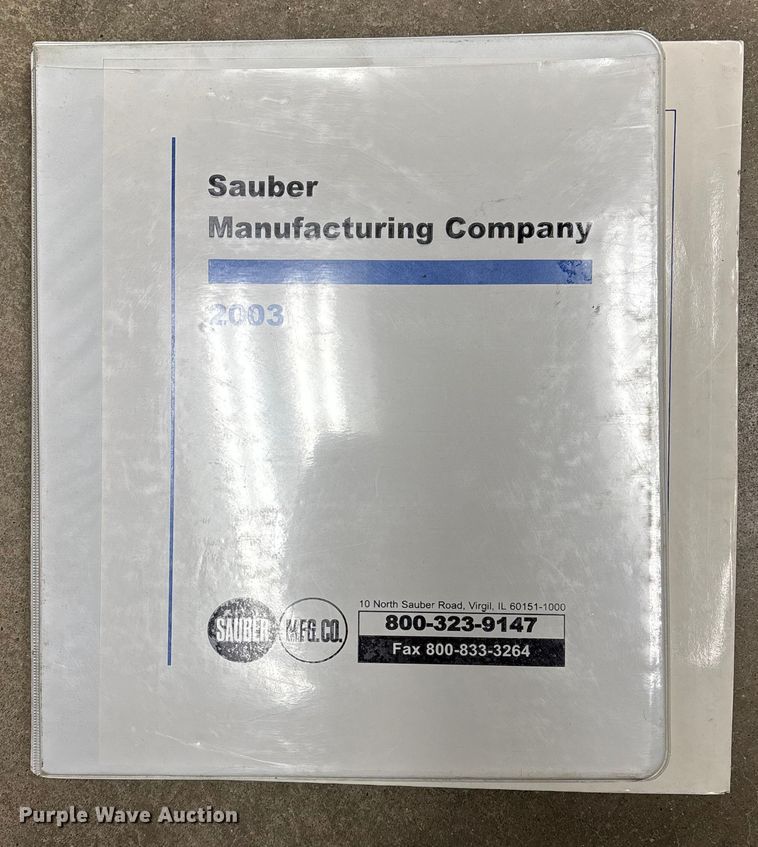 Sauber
Manufacturing Company
2003
SAUBER MFG.CO.
10 North Sauber Road, Virgil, IL 60151-1000
800-323-9147
Fax 800-833-3264
Purple Wave Auction